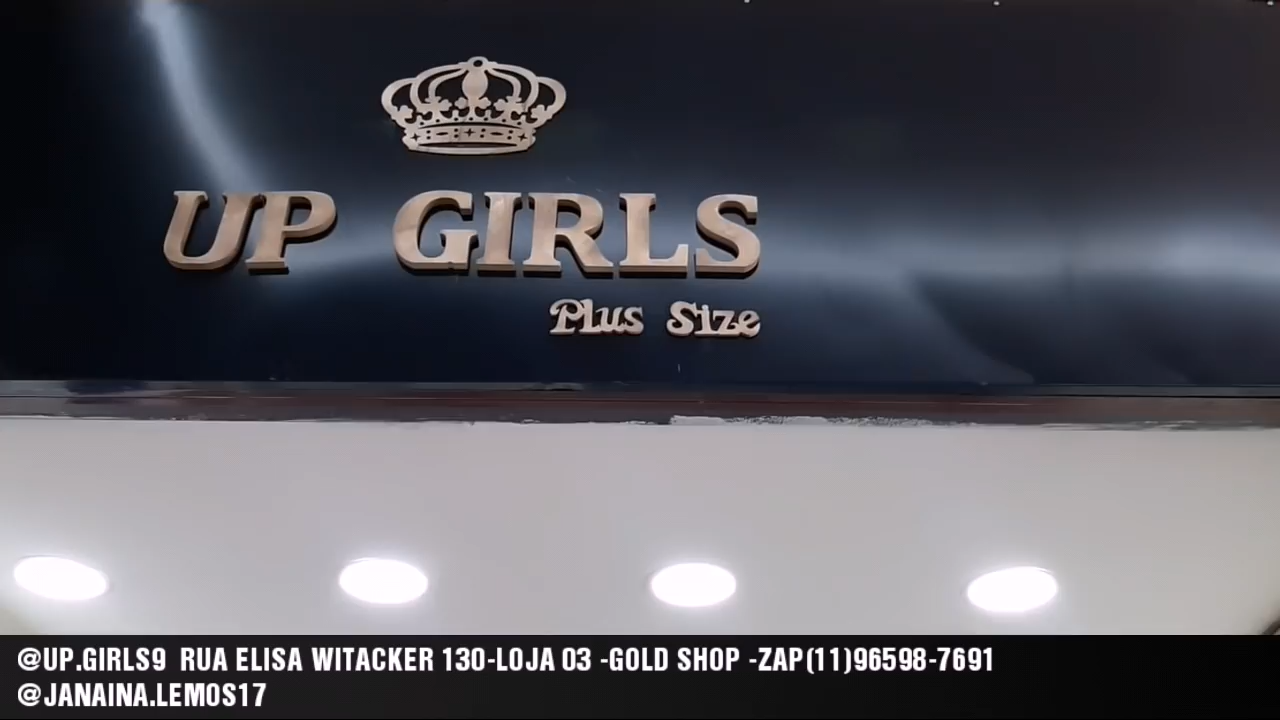 UP GIRLS
Plus Size
@UP.GIRLS9 RUA ELISA WITACKER 130-LOJA 03 -GOLD SHOP -ZAP(11)96598-7691
@JANAINA.LEMOS17